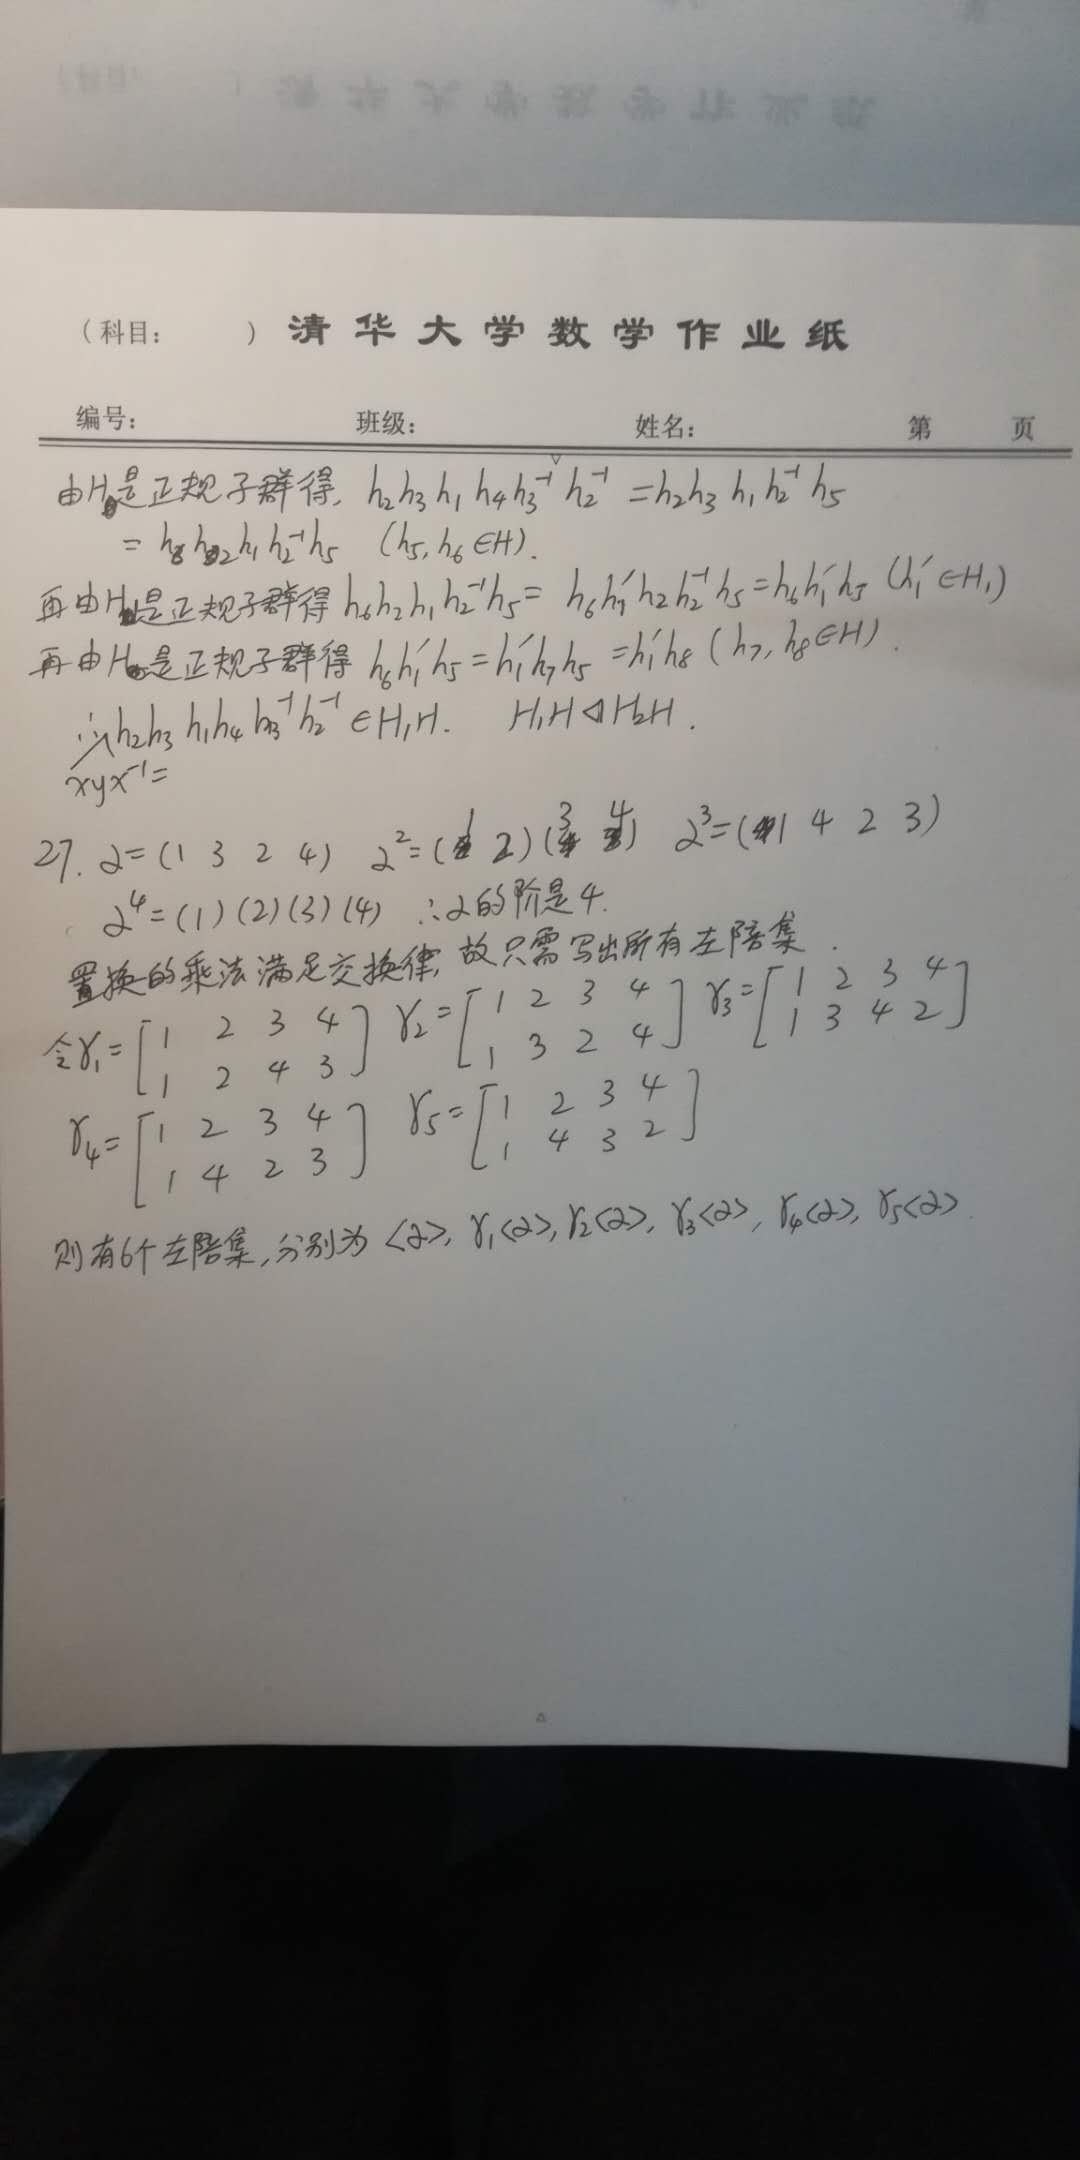 (科目: ) 清华大学数学作业纸
编号: 班级: 姓名: 第 页
由H是正规子群得, h₂h₃h₁h₄h₃⁻¹h₂⁻¹ = h₂h₃h₁h₂⁻¹h₅
= h₆h₂h₁h₂⁻¹h₅ (h₅,h₆∈H).
再由H₁是正规子群得 h₆h₂h₁h₂⁻¹h₅ = h₆h₁′h₂h₂⁻¹h₅ = h₆h₁′h₅ (h₁′∈H₁)
再由H是正规子群得 h₆h₁′h₅ = h₁′h₇h₅ = h₁′h₈ (h₇,h₈∈H).
∴h₂h₃h₁h₄h₃⁻¹h₂⁻¹∈H₁H. H₁H◁H₂H.
xyx⁻¹=
27. α=(1 3 2 4) α²=(1 2)(3 4) α³=(1 4 2 3)
α⁴=(1)(2)(3)(4) ∴α的阶是4.
置换的乘法满足交换律,故只需写出所有左陪集.
令γ₁=[1 2 3 4 γ₂=[1 2 3 4 γ₃=[1 2 3 4
1 2 4 3] 1 3 2 4] 1 3 4 2]
γ₄=[1 2 3 4 γ₅=[1 2 3 4
1 4 2 3] 1 4 3 2]
则有6个左陪集,分别为<α>,γ₁<α>,γ₂<α>,γ₃<α>,γ₄<α>,γ₅<α>.